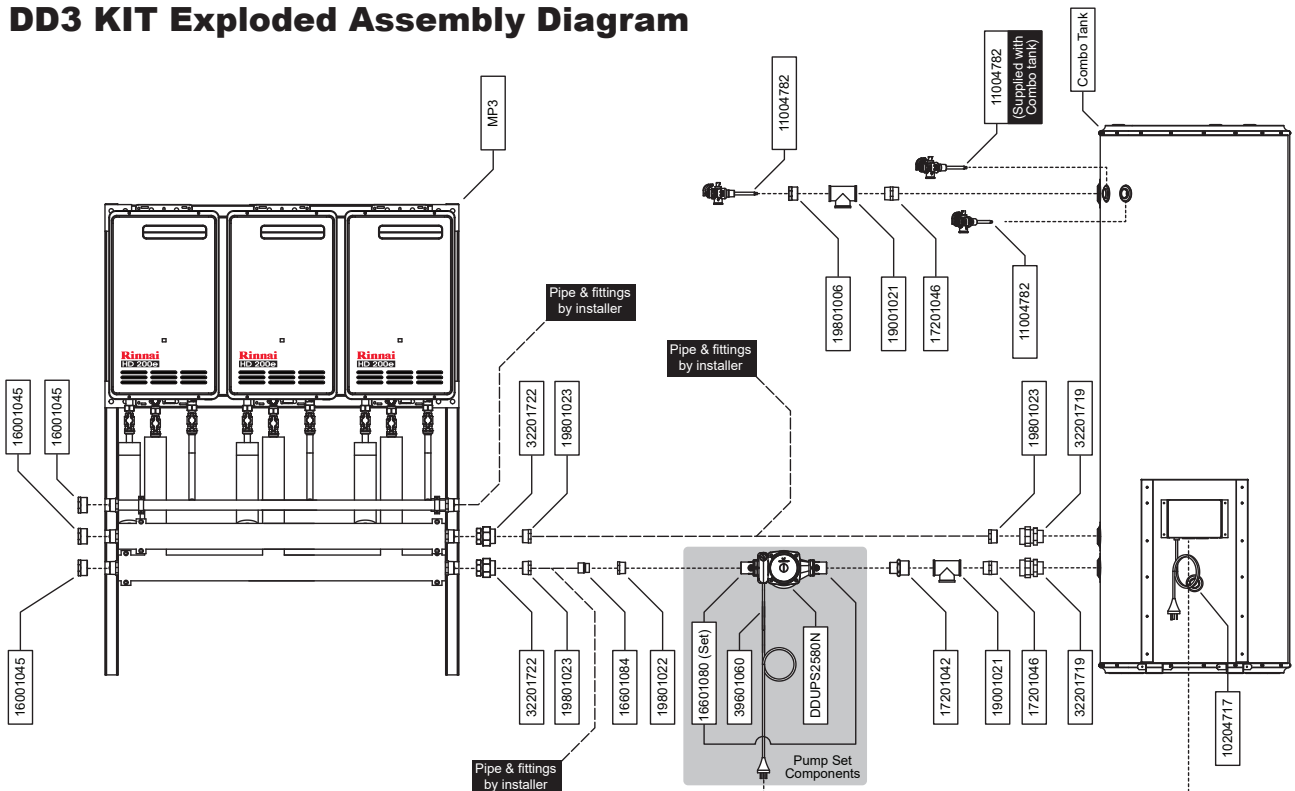 DD3 KIT Exploded Assembly Diagram
MP3
11004782
11004782
(Supplied with
Combo tank)
Combo Tank
19801006
19001021
17201046
11004782
Pipe & fittings
by installer
Pipe & fittings
by installer
Rinnai
HD 200e
Rinnai
HD 200e
Rinnai
HD 200e
16001045
16001045
32201722
19801023
19801023
32201719
16001045
32201722
19801023
16601084
19801022
16601080 (Set)
39601060
DDUPS2580N
17201042
19001021
17201046
32201719
10204717
Pump Set
Components
Pipe & fittings
by installer